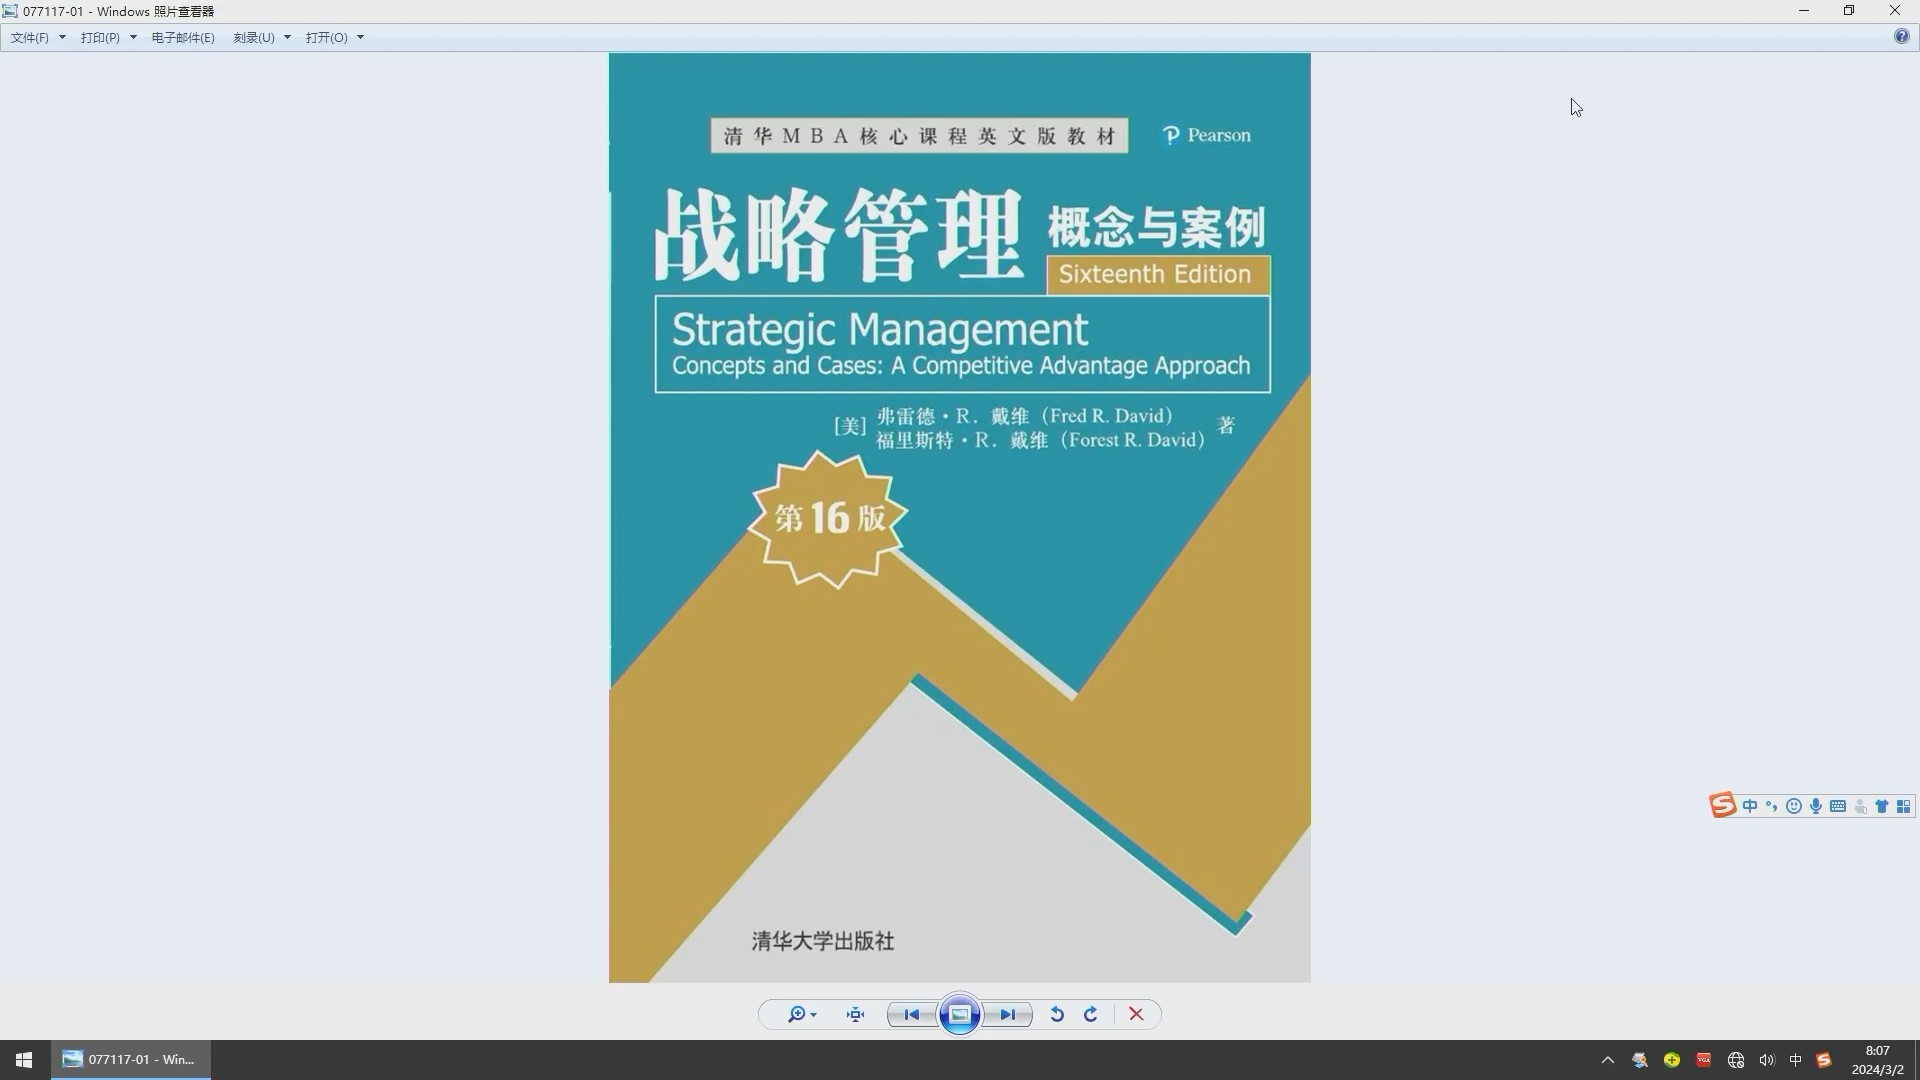 077117-01 - Windows 照片查看器
文件(F) 打印(P) 电子邮件(E) 刻录(U) 打开(O)
清华MBA核心课程英文版教材
Pearson
战略管理
概念与案例
Sixteenth Edition
Strategic Management
Concepts and Cases: A Competitive Advantage Approach
[美] 弗雷德·R. 戴维（Fred R. David）
福里斯特·R. 戴维（Forest R. David） 著
第16版
清华大学出版社
中
077117-01 - Win...
中
8:07
2024/3/2